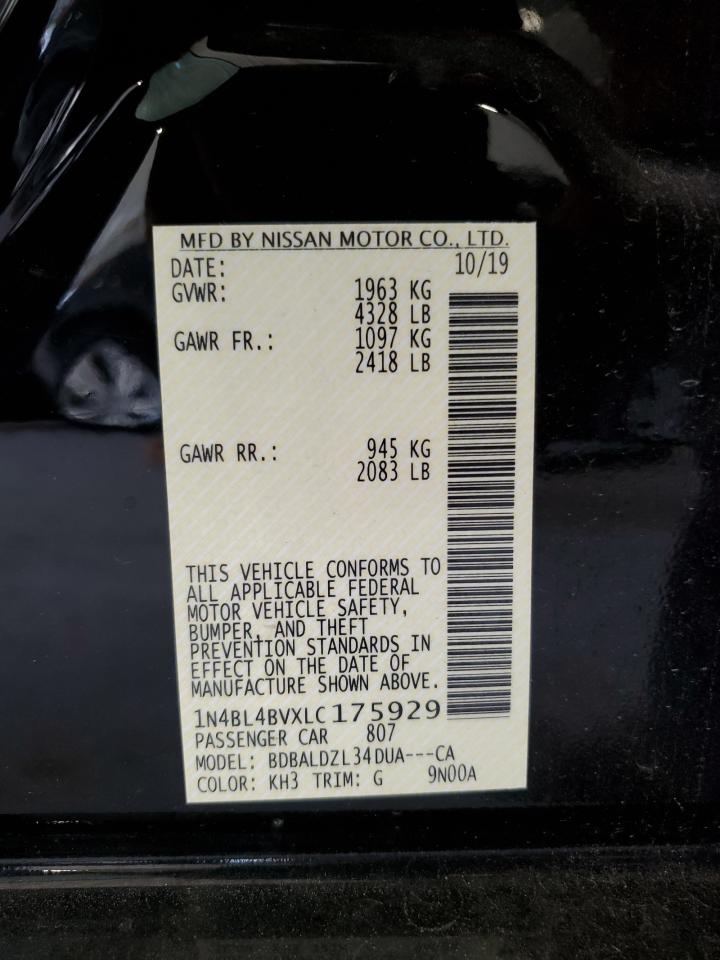 MFD BY NISSAN MOTOR CO., LTD.
DATE: 10/19
GVWR: 1963 KG
4328 LB
GAWR FR.: 1097 KG
2418 LB
GAWR RR.: 945 KG
2083 LB
THIS VEHICLE CONFORMS TO
ALL APPLICABLE FEDERAL
MOTOR VEHICLE SAFETY,
BUMPER, AND THEFT
PREVENTION STANDARDS IN
EFFECT ON THE DATE OF
MANUFACTURE SHOWN ABOVE.
1N4BL4BVXLC175929
PASSENGER CAR 807
MODEL: BDBALDZL34DUA---CA
COLOR: KH3 TRIM: G 9N00A